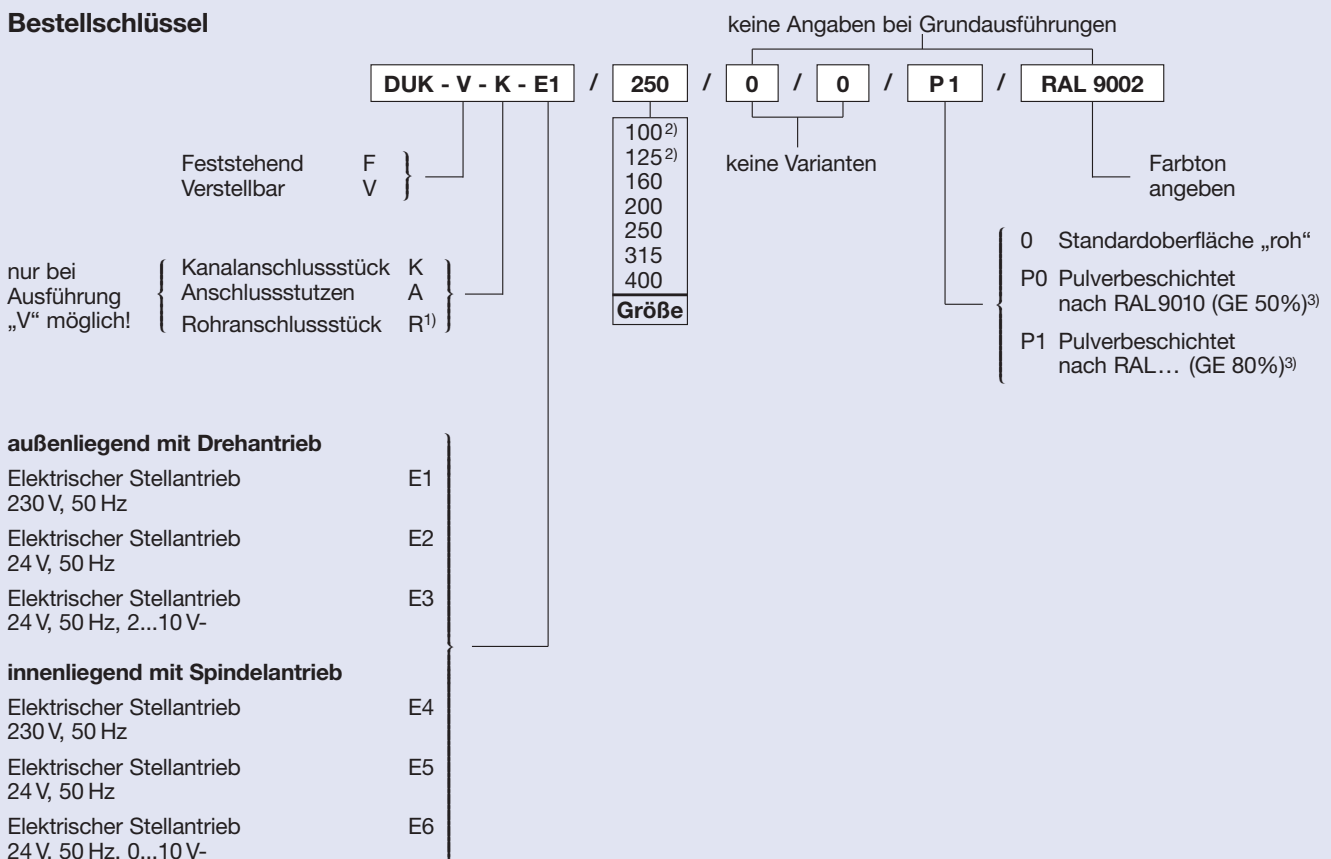 Bestellschlüssel
keine Angaben bei Grundausführungen
DUK - V - K - E1 / 250 / 0 / 0 / P1 / RAL 9002
Feststehend F
Verstellbar V
100 2)
125 2)
160
200
250
315
400
Größe
keine Varianten
Farbton
angeben
nur bei
Ausführung
„V“ möglich!
Kanalanschlussstück K
Anschlussstutzen A
Rohranschlussstück R1)
0 Standardoberfläche „roh“
P0 Pulverbeschichtet
nach RAL 9010 (GE 50%)3)
P1 Pulverbeschichtet
nach RAL… (GE 80%)3)
außenliegend mit Drehantrieb
Elektrischer Stellantrieb E1
230 V, 50 Hz
Elektrischer Stellantrieb E2
24 V, 50 Hz
Elektrischer Stellantrieb E3
24 V, 50 Hz, 2...10 V-
innenliegend mit Spindelantrieb
Elektrischer Stellantrieb E4
230 V, 50 Hz
Elektrischer Stellantrieb E5
24 V, 50 Hz
Elektrischer Stellantrieb E6
24 V, 50 Hz, 0...10 V-